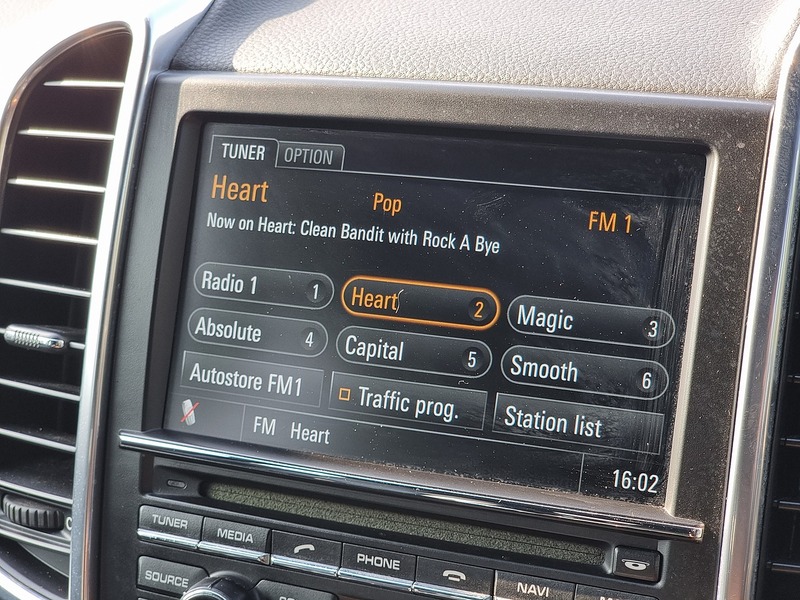 TUNER OPTION
Heart Pop FM 1
Now on Heart: Clean Bandit with Rock A Bye
Radio 1 1 Heart 2 Magic 3
Absolute 4 Capital 5 Smooth 6
Autostore FM1 Traffic prog. Station list
FM Heart
16:02
TUNER MEDIA PHONE NAVI
SOURCE